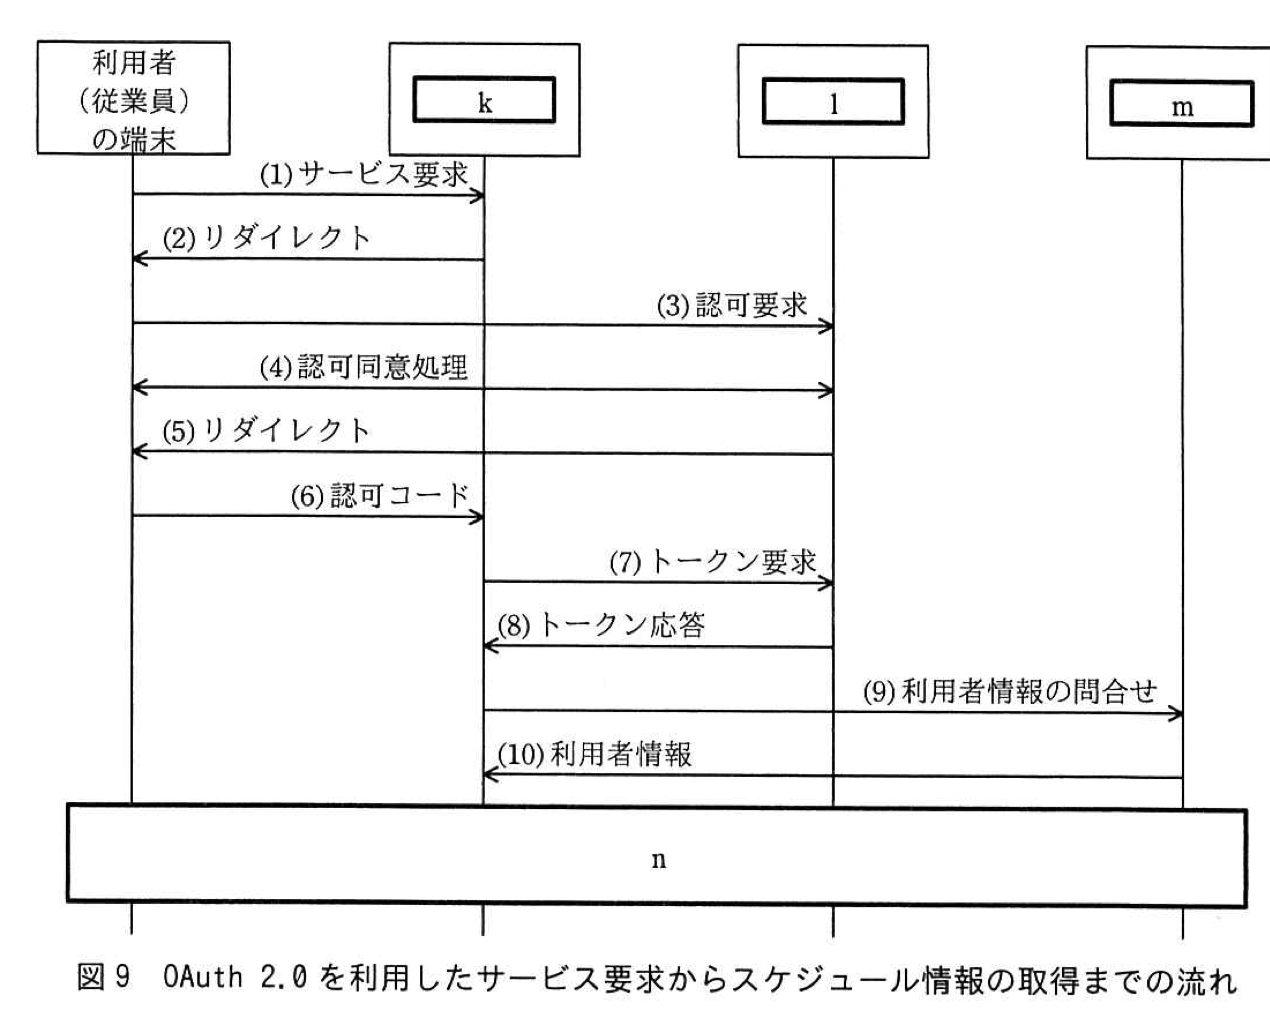 利用者
（従業員）
の端末
k
l
m
(1)サービス要求
(2)リダイレクト
(3)認可要求
(4)認可同意処理
(5)リダイレクト
(6)認可コード
(7)トークン要求
(8)トークン応答
(9)利用者情報の問合せ
(10)利用者情報
n
図9 OAuth 2.0を利用したサービス要求からスケジュール情報の取得までの流れ